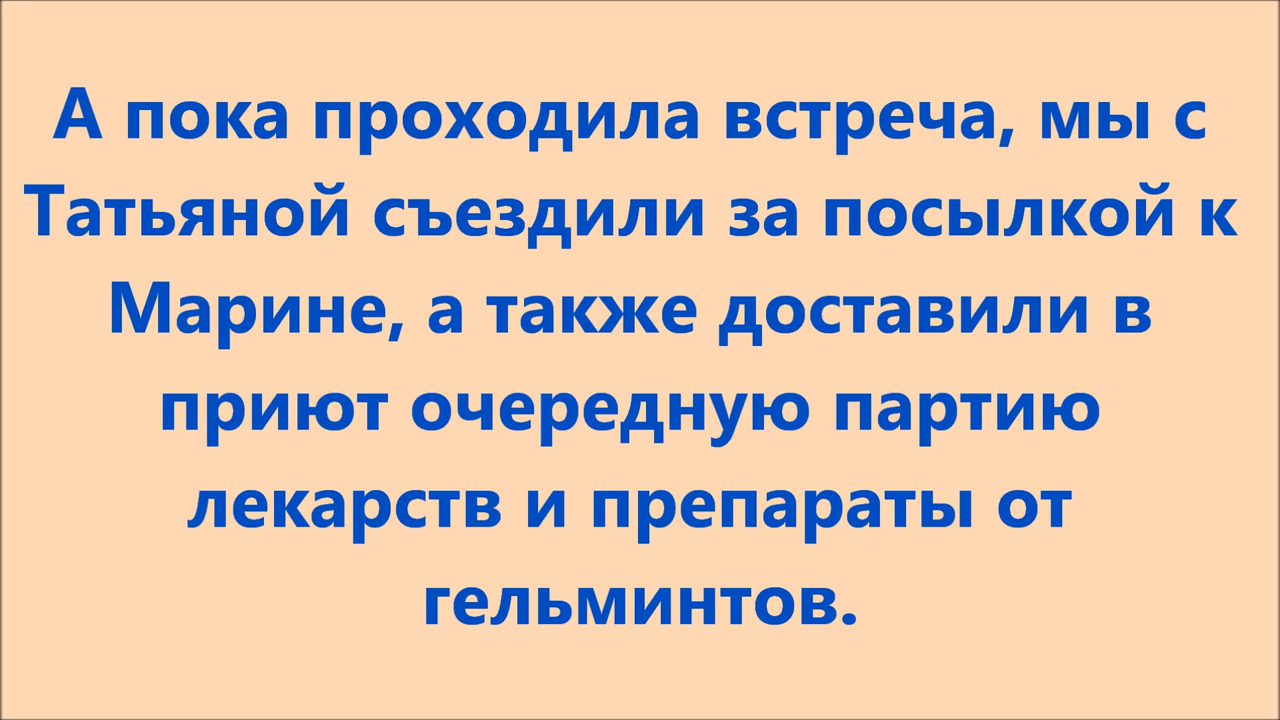 А пока проходила встреча, мы с
Татьяной съездили за посылкой к
Марине, а также доставили в
приют очередную партию
лекарств и препараты от
гельминтов.